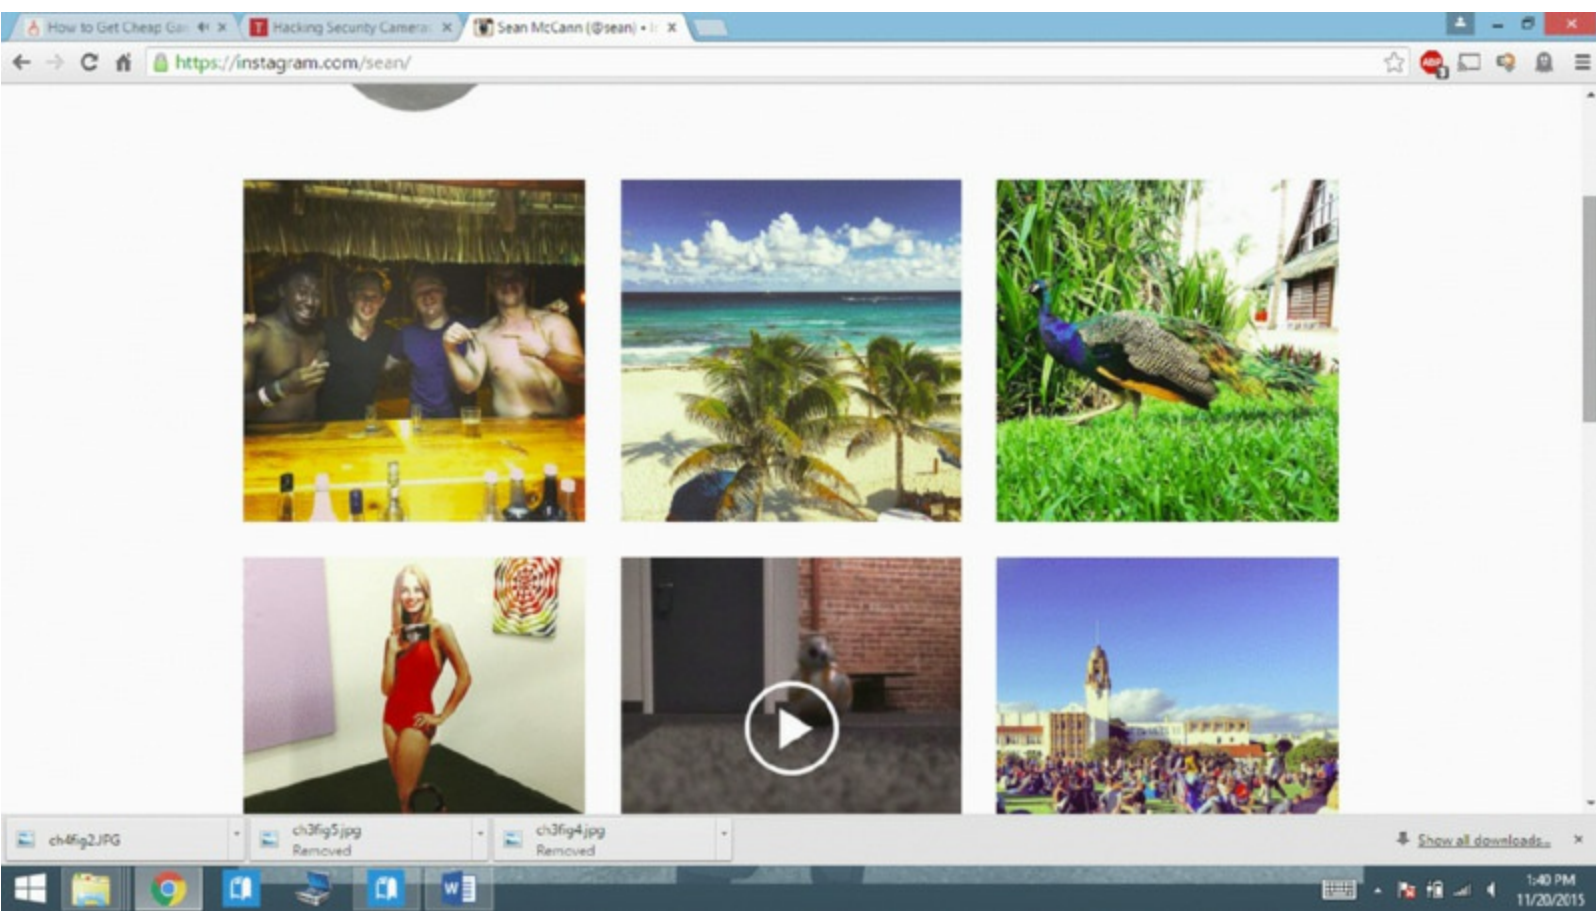 How to Get Cheap Ga
Hacking Security Camera
Sean McCann (@sean) • I
https://instagram.com/sean/
ABP
ch4fig2.JPG
ch3fig5.jpg
Removed
ch3fig4.jpg
Removed
Show all downloads...
1:40 PM
11/20/2015